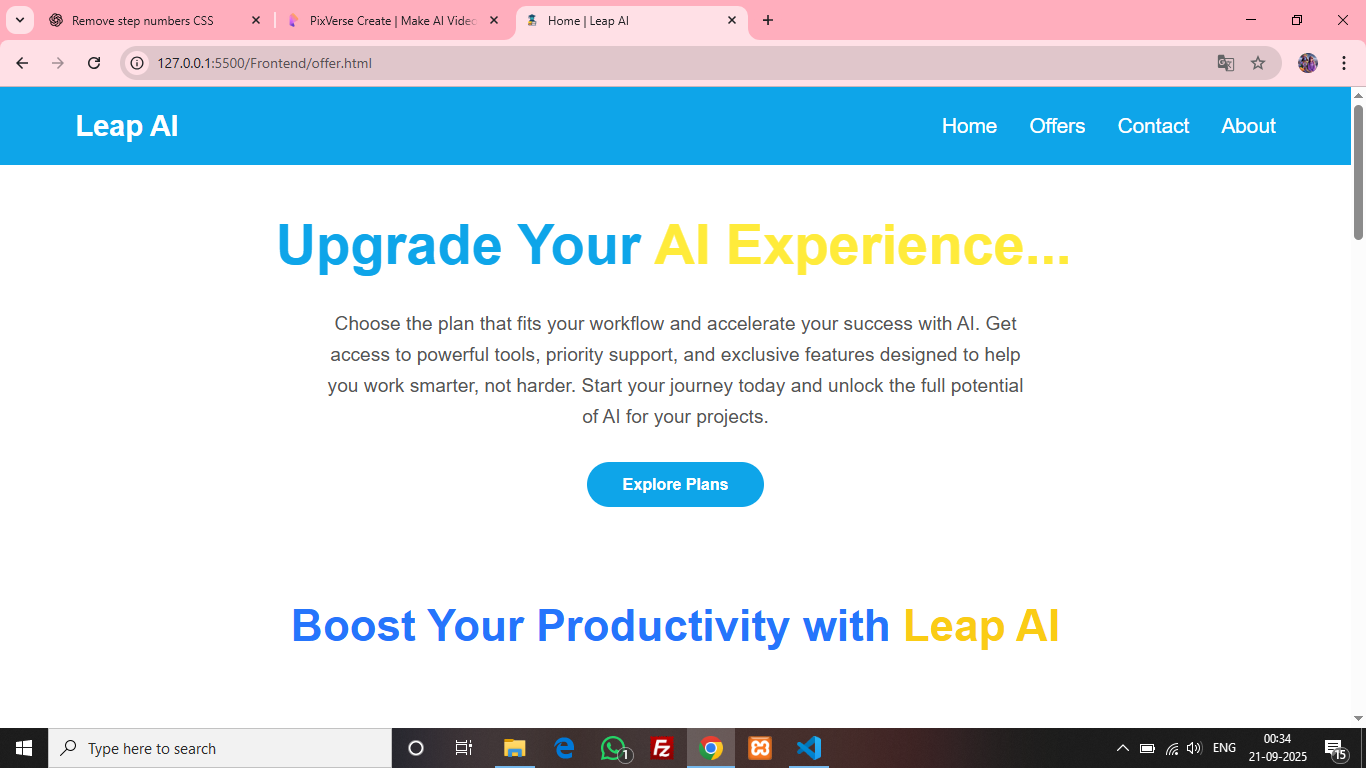 Remove step numbers CSS
PixVerse Create | Make AI Video
Home | Leap AI
127.0.0.1:5500/Frontend/offer.html
Leap AI
Home Offers Contact About
Upgrade Your AI Experience...
Choose the plan that fits your workflow and accelerate your success with AI. Get
access to powerful tools, priority support, and exclusive features designed to help
you work smarter, not harder. Start your journey today and unlock the full potential
of AI for your projects.
Explore Plans
Boost Your Productivity with Leap AI
Type here to search
1
Fz
ENG
00:34
21-09-2025
15